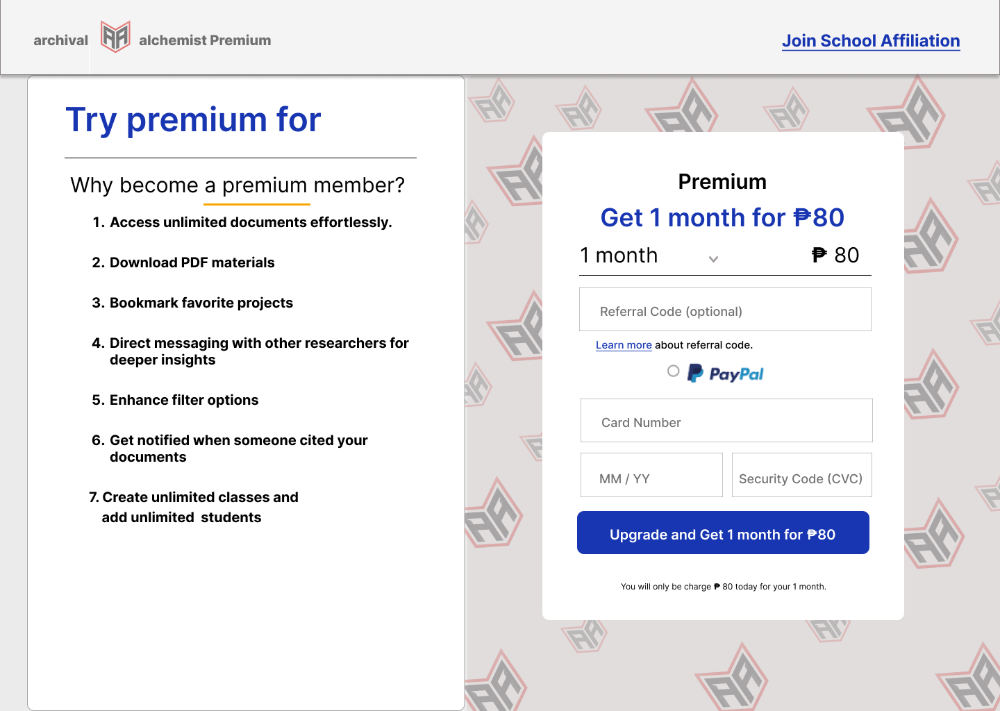 archival AA alchemist Premium
Join School Affiliation
Try premium for
Why become a premium member?
1. Access unlimited documents effortlessly.
2. Download PDF materials
3. Bookmark favorite projects
4. Direct messaging with other researchers for
deeper insights
5. Enhance filter options
6. Get notified when someone cited your
documents
7. Create unlimited classes and
add unlimited students
Premium
Get 1 month for ₱80
1 month ₱ 80
Referral Code (optional)
Learn more about referral code.
PayPal
Card Number
MM / YY
Security Code (CVC)
Upgrade and Get 1 month for ₱80
You will only be charge ₱ 80 today for your 1 month.